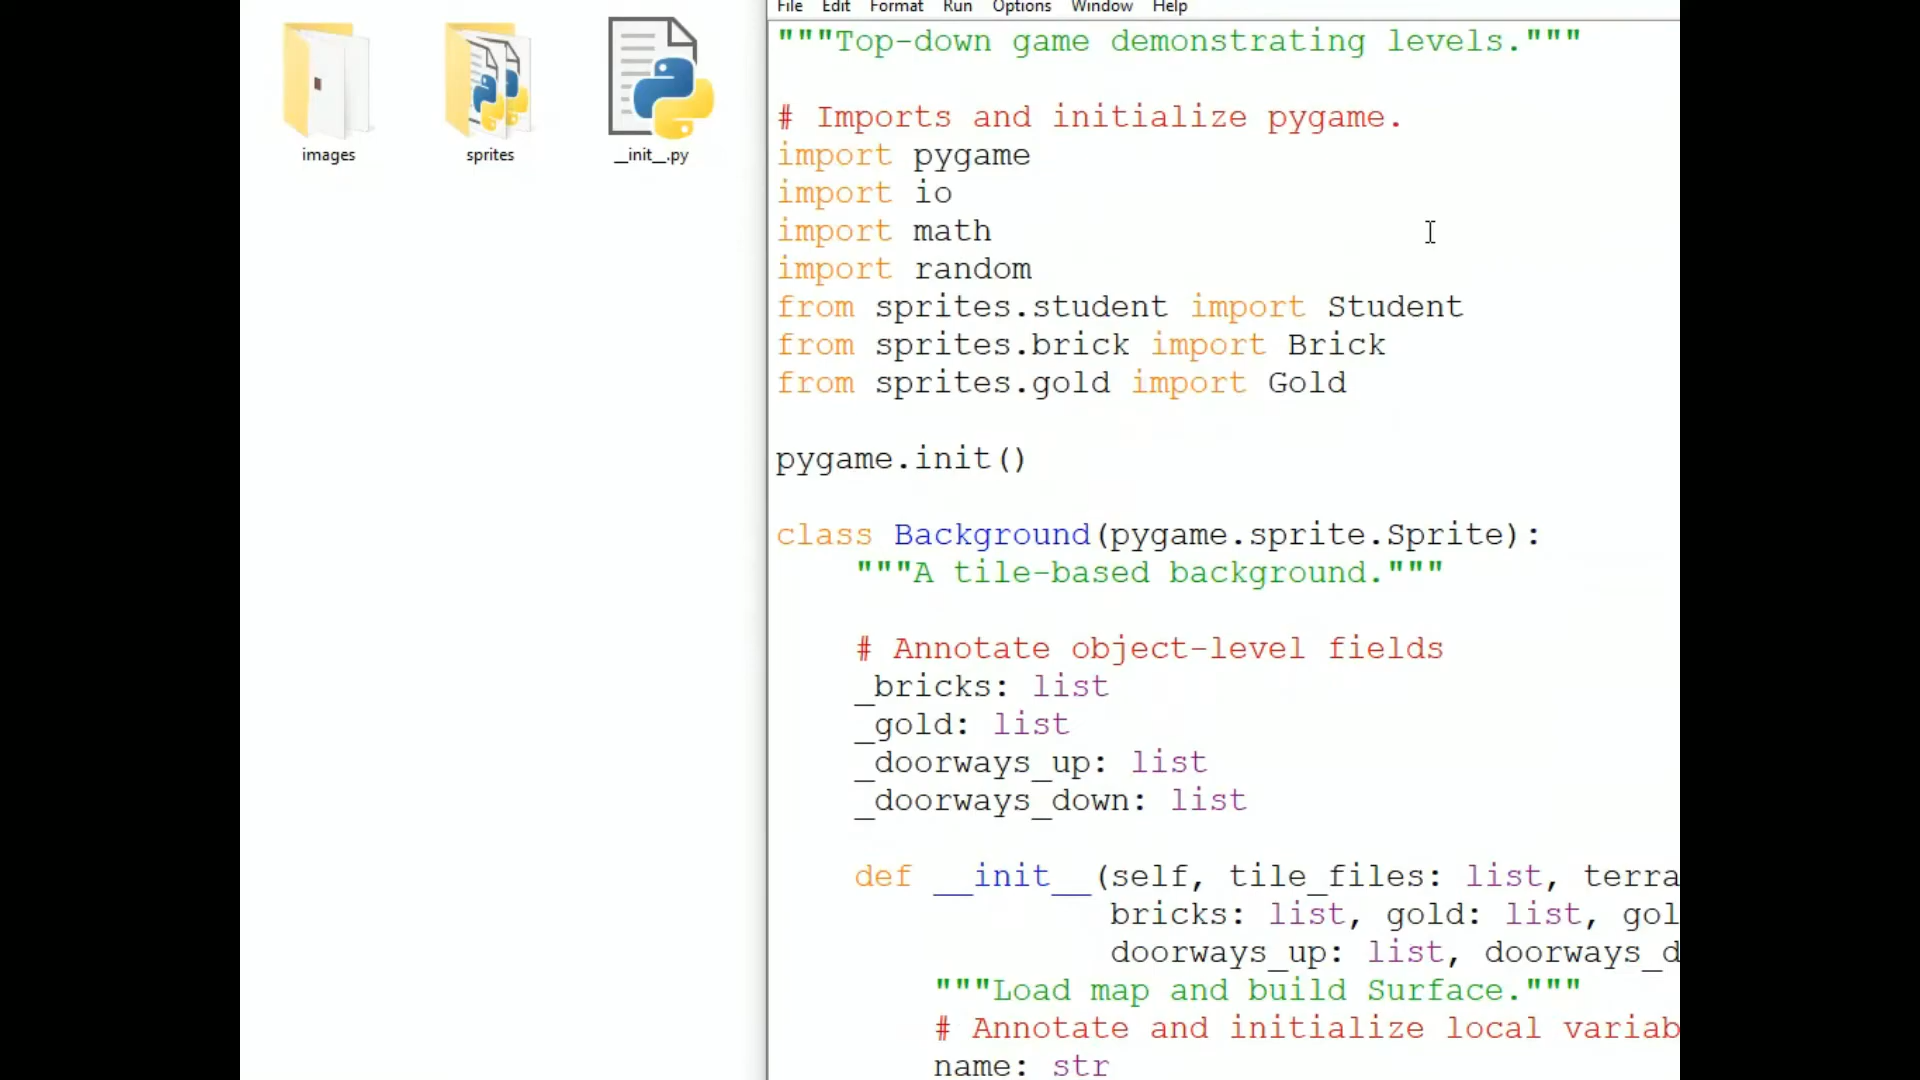 images
sprites
__init__.py
File Edit Format Run Options Window Help
"""Top-down game demonstrating levels."""
# Imports and initialize pygame.
import pygame
import io
import math
import random
from sprites.student import Student
from sprites.brick import Brick
from sprites.gold import Gold
pygame.init()
class Background(pygame.sprite.Sprite):
"""A tile-based background."""
# Annotate object-level fields
_bricks: list
_gold: list
_doorways_up: list
_doorways_down: list
def __init__(self, tile_files: list, terra
bricks: list, gold: list, gol
doorways_up: list, doorways_d
"""Load map and build Surface."""
# Annotate and initialize local variab
name: str